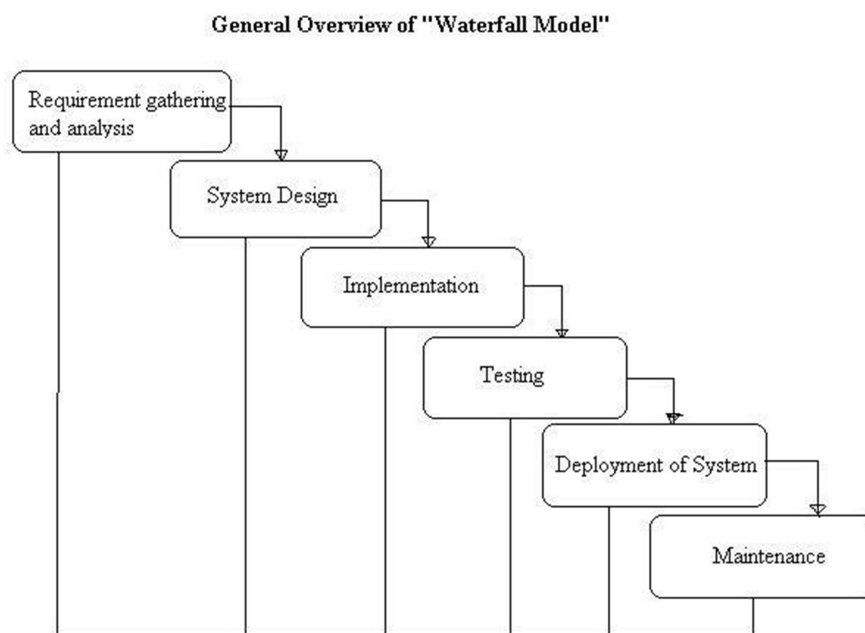 General Overview of "Waterfall Model"
Requirement gathering
and analysis
System Design
Implementation
Testing
Deployment of System
Maintenance